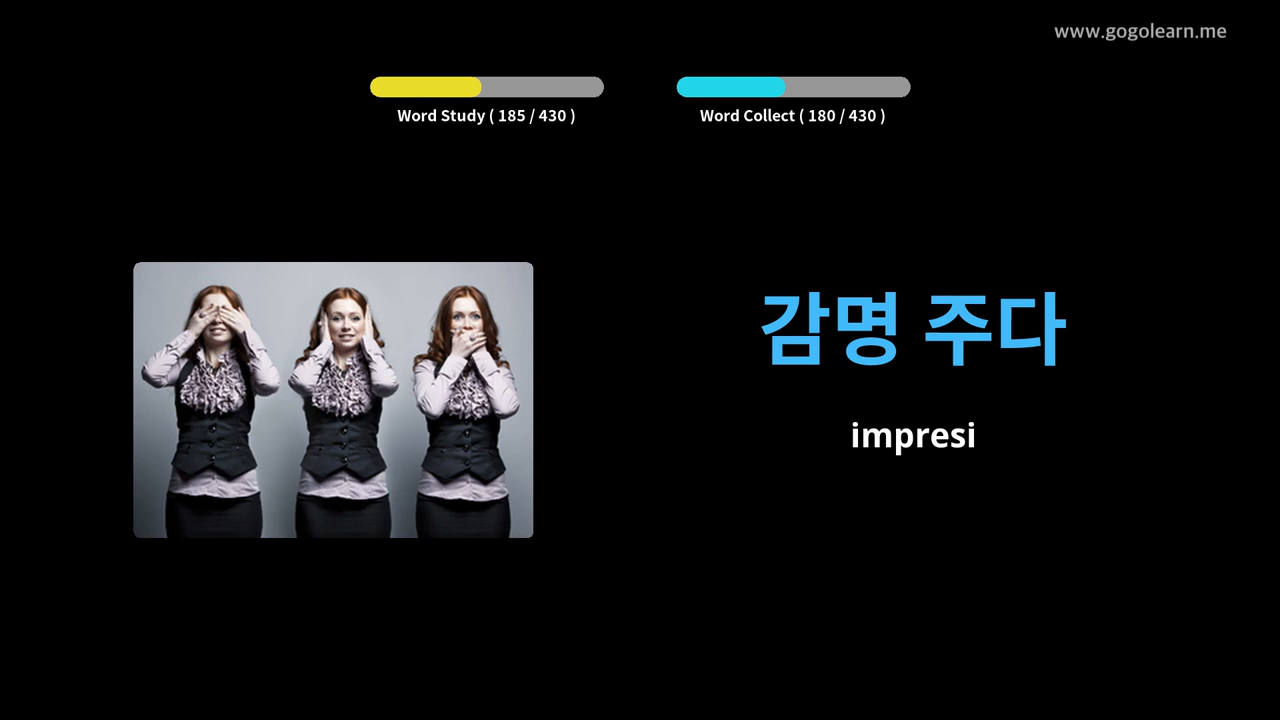 www.gogolearn.me
Word Study ( 185 / 430 )
Word Collect ( 180 / 430 )
감명 주다
impresi